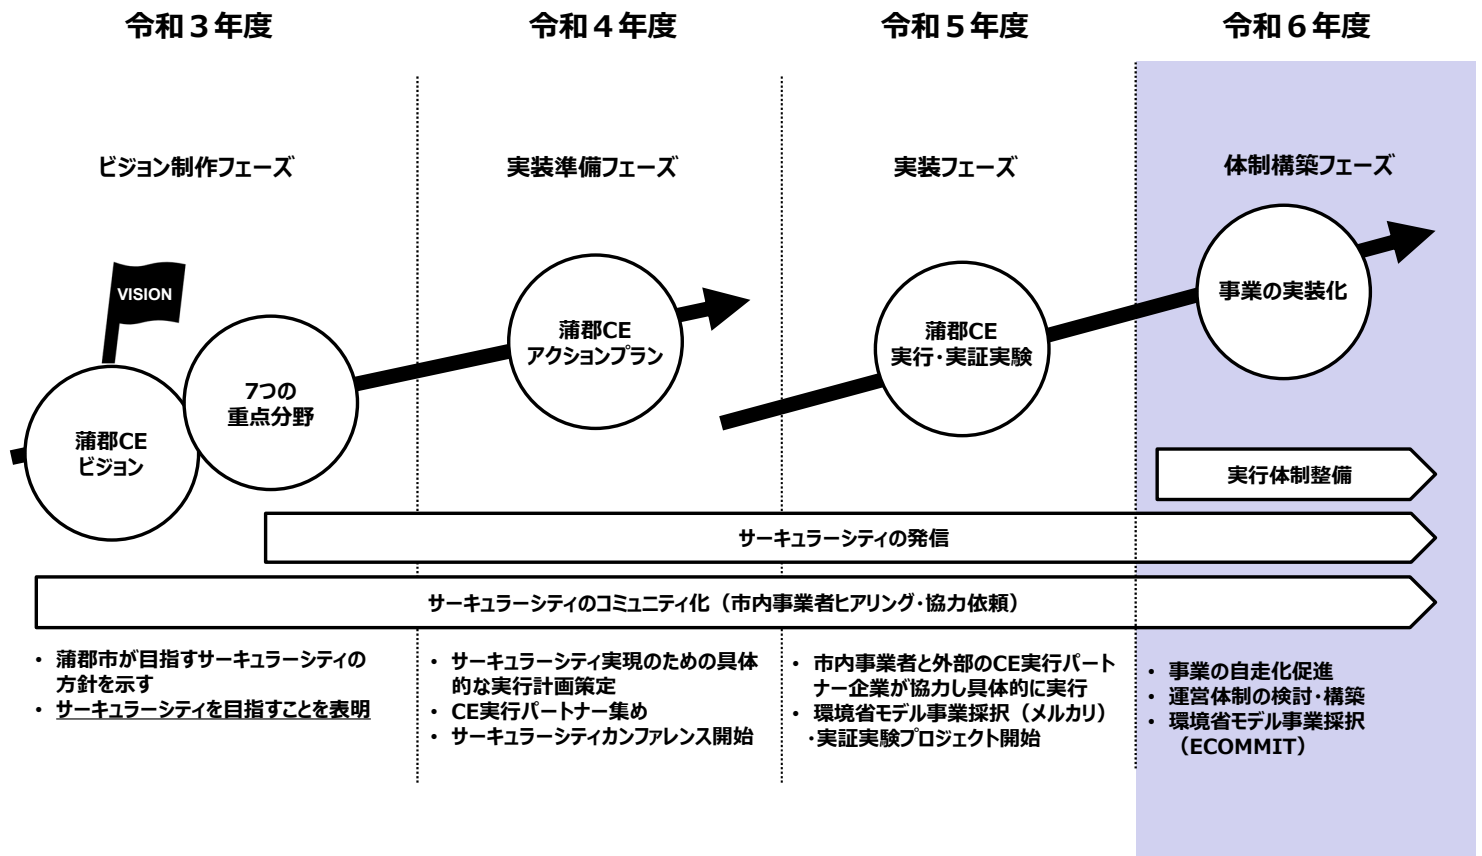 令和３年度
令和４年度
令和５年度
令和６年度
ビジョン制作フェーズ
実装準備フェーズ
実装フェーズ
体制構築フェーズ
VISION
蒲郡CE
ビジョン
7つの
重点分野
蒲郡CE
アクションプラン
蒲郡CE
実行・実証実験
事業の実装化
実行体制整備
サーキュラーシティの発信
サーキュラーシティのコミュニティ化（市内事業者ヒアリング・協力依頼）
• 蒲郡市が目指すサーキュラーシティの
方針を示す
• サーキュラーシティを目指すことを表明
• サーキュラーシティ実現のための具体
的な実行計画策定
• CE実行パートナー集め
• サーキュラーシティカンファレンス開始
• 市内事業者と外部のCE実行パート
ナー企業が協力し具体的に実行
• 環境省モデル事業採択（メルカリ）
・実証実験プロジェクト開始
• 事業の自走化促進
• 運営体制の検討・構築
• 環境省モデル事業採択
（ECOMMIT）